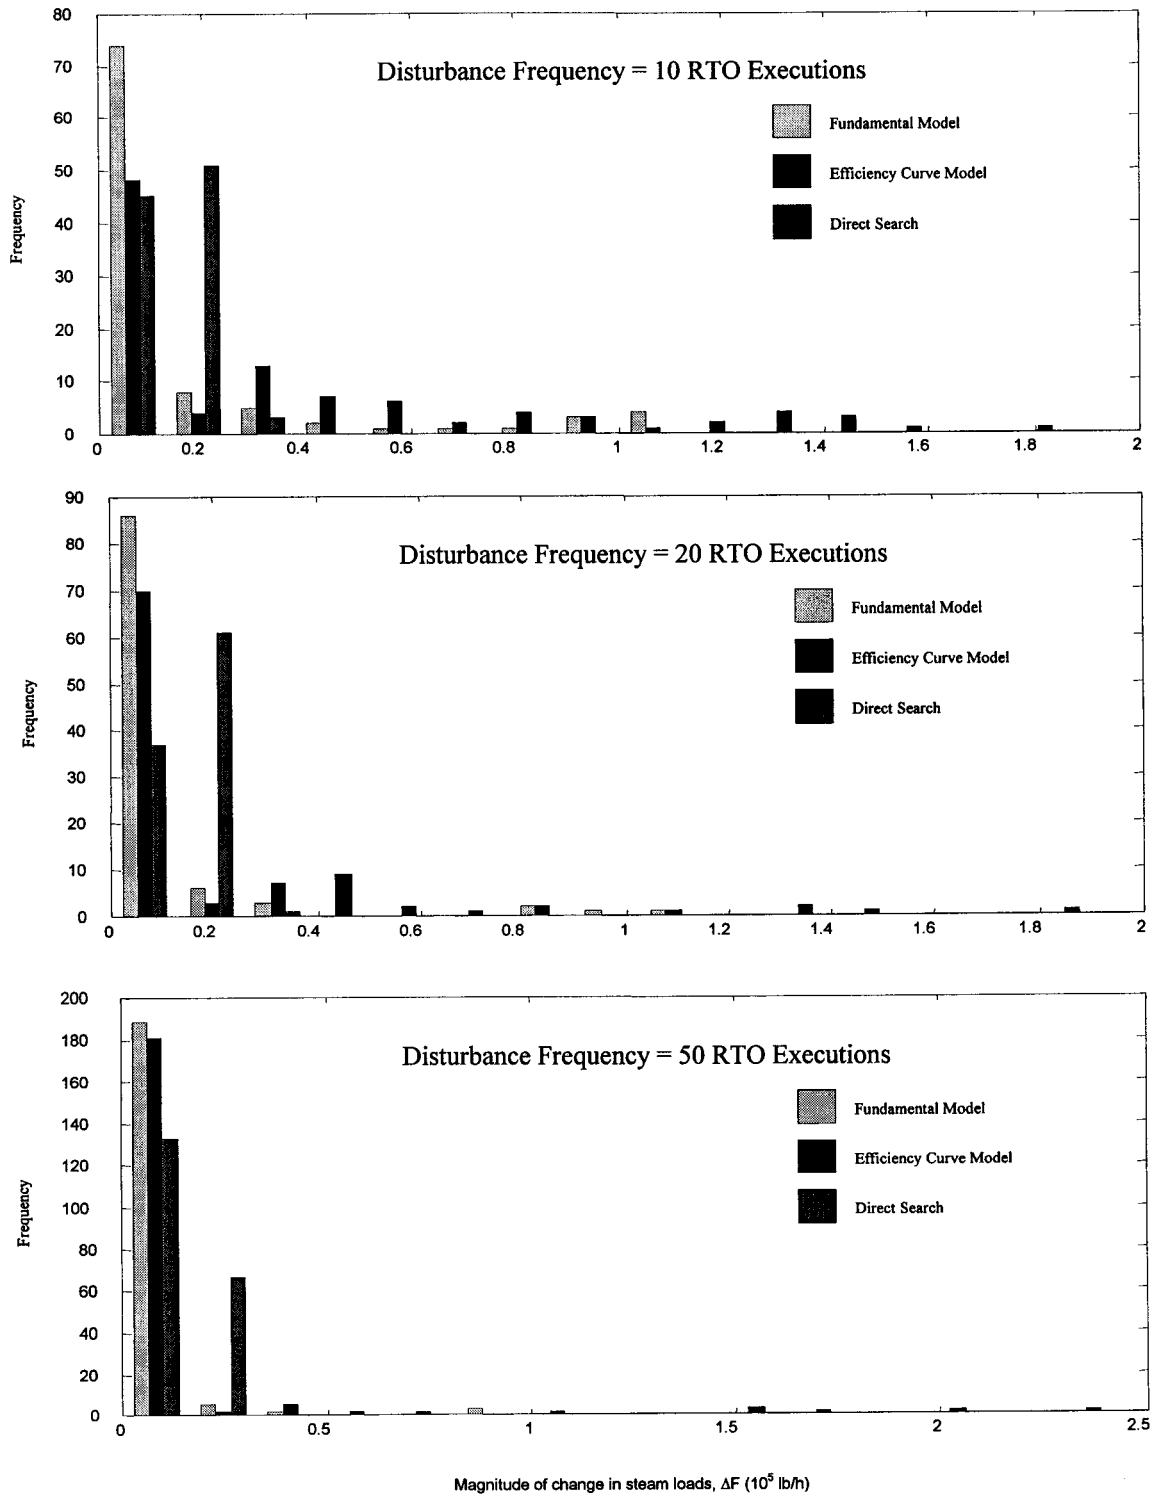 80
Disturbance Frequency = 10 RTO Executions
70
60
50
40
30
20
10
0
Frequency
Fundamental Model
Efficiency Curve Model
Direct Search
0 0.2 0.4 0.6 0.8 1 1.2 1.4 1.6 1.8 2
90
Disturbance Frequency = 20 RTO Executions
80
70
60
50
40
30
20
10
0
Frequency
Fundamental Model
Efficiency Curve Model
Direct Search
0 0.2 0.4 0.6 0.8 1 1.2 1.4 1.6 1.8 2
200
Disturbance Frequency = 50 RTO Executions
180
160
140
120
100
80
60
40
20
0
Frequency
Fundamental Model
Efficiency Curve Model
Direct Search
0 0.5 1 1.5 2 2.5
Magnitude of change in steam loads, ΔF (10⁵ lb/h)